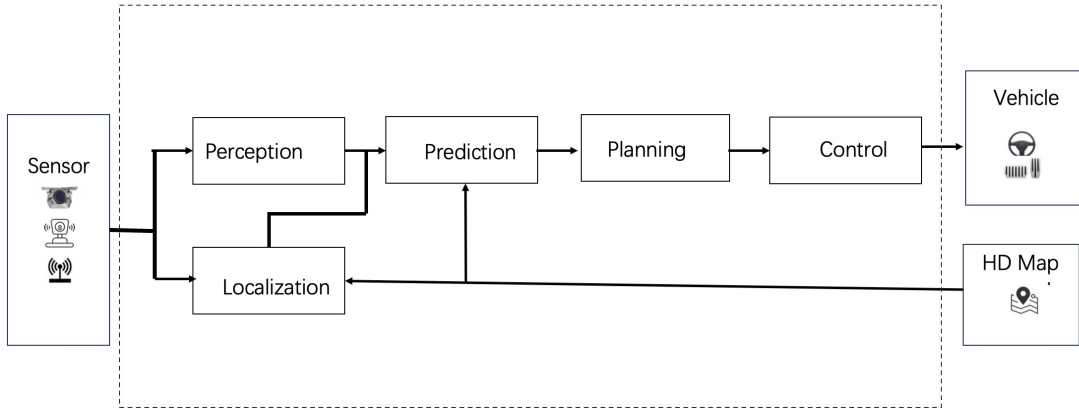 Sensor
Perception
Localization
Prediction
Planning
Control
Vehicle
HD Map